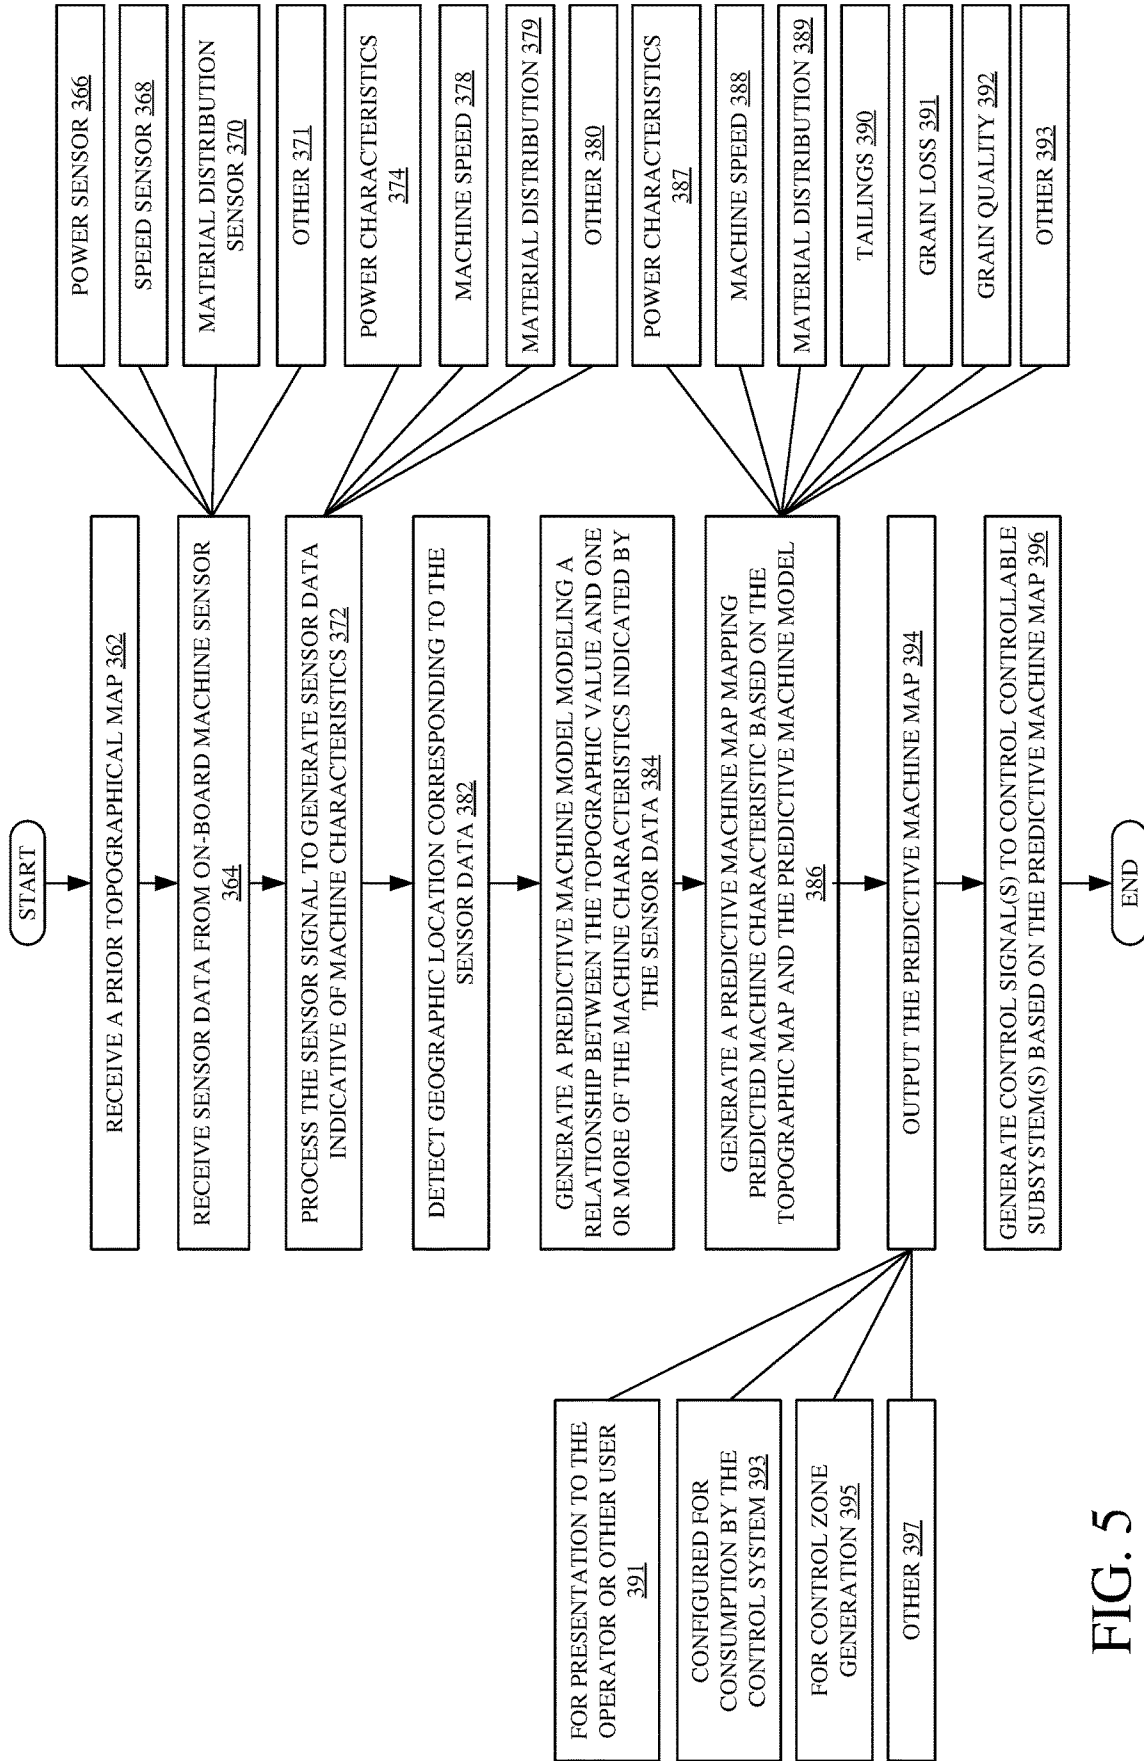 START
RECEIVE A PRIOR TOPOGRAPHICAL MAP 362
RECEIVE SENSOR DATA FROM ON-BOARD MACHINE SENSOR
364
POWER SENSOR 366
SPEED SENSOR 368
MATERIAL DISTRIBUTION
SENSOR 370
OTHER 371
PROCESS THE SENSOR SIGNAL TO GENERATE SENSOR DATA
INDICATIVE OF MACHINE CHARACTERISTICS 372
POWER CHARACTERISTICS
374
MACHINE SPEED 378
MATERIAL DISTRIBUTION 379
OTHER 380
DETECT GEOGRAPHIC LOCATION CORRESPONDING TO THE
SENSOR DATA 382
GENERATE A PREDICTIVE MACHINE MODEL MODELING A
RELATIONSHIP BETWEEN THE TOPOGRAPHIC VALUE AND ONE
OR MORE OF THE MACHINE CHARACTERISTICS INDICATED BY
THE SENSOR DATA 384
GENERATE A PREDICTIVE MACHINE MAP MAPPING
PREDICTED MACHINE CHARACTERISTIC BASED ON THE
TOPOGRAPHIC MAP AND THE PREDICTIVE MACHINE MODEL
386
POWER CHARACTERISTICS
387
MACHINE SPEED 388
MATERIAL DISTRIBUTION 389
TAILINGS 390
GRAIN LOSS 391
GRAIN QUALITY 392
OTHER 393
OUTPUT THE PREDICTIVE MACHINE MAP 394
FOR PRESENTATION TO THE
OPERATOR OR OTHER USER
391
CONFIGURED FOR
CONSUMPTION BY THE
CONTROL SYSTEM 393
FOR CONTROL ZONE
GENERATION 395
OTHER 397
GENERATE CONTROL SIGNAL(S) TO CONTROL CONTROLLABLE
SUBSYSTEM(S) BASED ON THE PREDICTIVE MACHINE MAP 396
END
FIG. 5